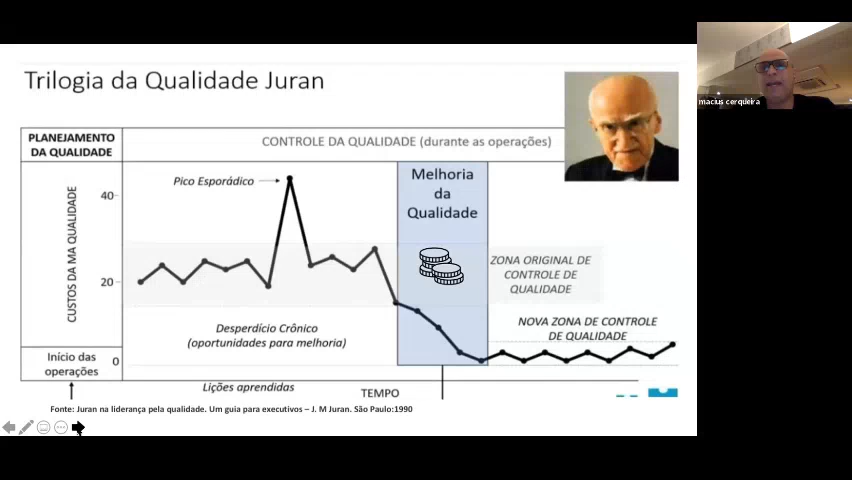 Trilogia da Qualidade Juran
macius cerqueira
PLANEJAMENTO
DA QUALIDADE
CONTROLE DA QUALIDADE (durante as operações)
CUSTOS DA MA QUALIDADE
40
20
0
Pico Esporádico
Melhoria
da
Qualidade
ZONA ORIGINAL DE
CONTROLE DE
QUALIDADE
Desperdício Crônico
(oportunidades para melhoria)
NOVA ZONA DE CONTROLE
DE QUALIDADE
Início das
operações
Lições aprendidas
TEMPO
Fonte: Juran na liderança pela qualidade. Um guia para executivos – J. M Juran. São Paulo:1990